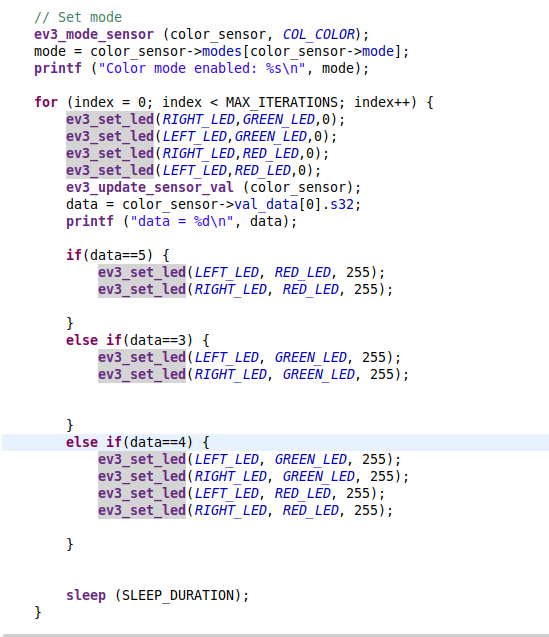 // Set mode
ev3_mode_sensor (color_sensor, COL_COLOR);
mode = color_sensor->modes[color_sensor->mode];
printf ("Color mode enabled: %s\n", mode);
for (index = 0; index < MAX_ITERATIONS; index++) {
ev3_set_led(RIGHT_LED,GREEN_LED,0);
ev3_set_led(LEFT_LED,GREEN_LED,0);
ev3_set_led(RIGHT_LED,RED_LED,0);
ev3_set_led(LEFT_LED,RED_LED,0);
ev3_update_sensor_val (color_sensor);
data = color_sensor->val_data[0].s32;
printf ("data = %d\n", data);
if(data==5) {
ev3_set_led(LEFT_LED, RED_LED, 255);
ev3_set_led(RIGHT_LED, RED_LED, 255);
}
else if(data==3) {
ev3_set_led(LEFT_LED, GREEN_LED, 255);
ev3_set_led(RIGHT_LED, GREEN_LED, 255);
}
else if(data==4) {
ev3_set_led(LEFT_LED, GREEN_LED, 255);
ev3_set_led(RIGHT_LED, GREEN_LED, 255);
ev3_set_led(LEFT_LED, RED_LED, 255);
ev3_set_led(RIGHT_LED, RED_LED, 255);
}
sleep (SLEEP_DURATION);
}